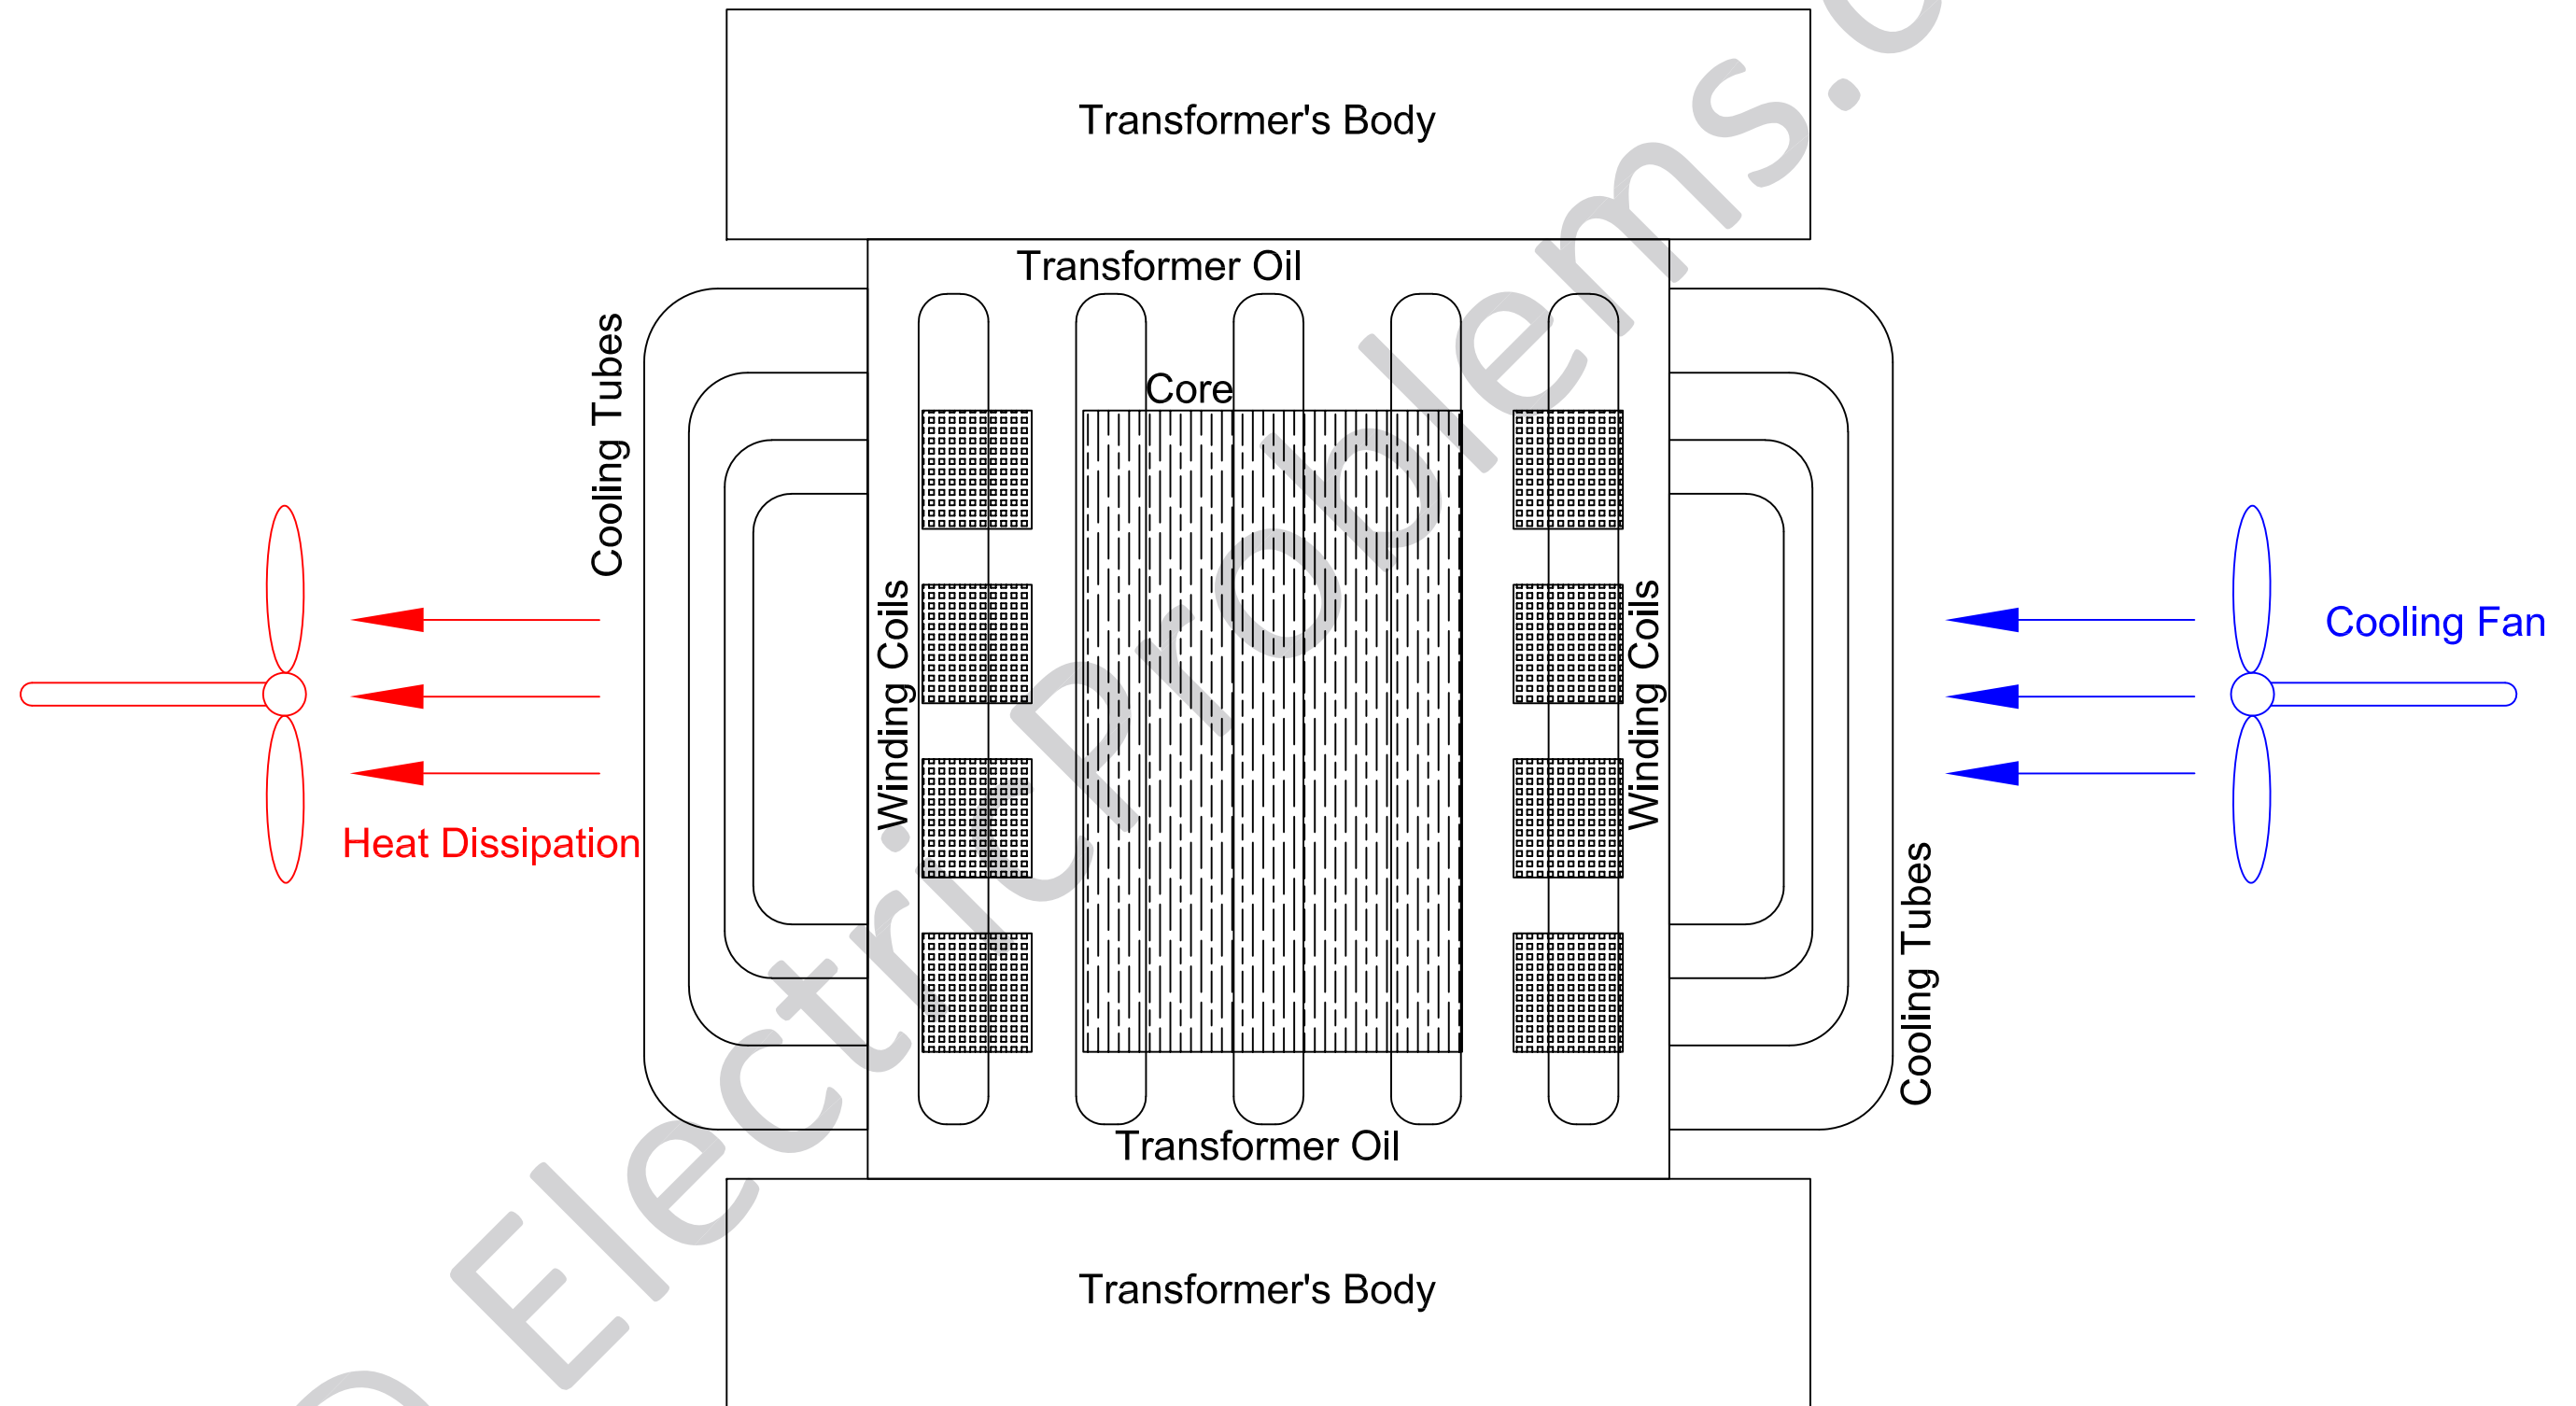 Transformer's Body
Transformer Oil
Cooling Tubes
Core
Winding Coils
Winding Coils
Cooling Fan
Heat Dissipation
Cooling Tubes
Transformer Oil
Transformer's Body
Electricproblems.c